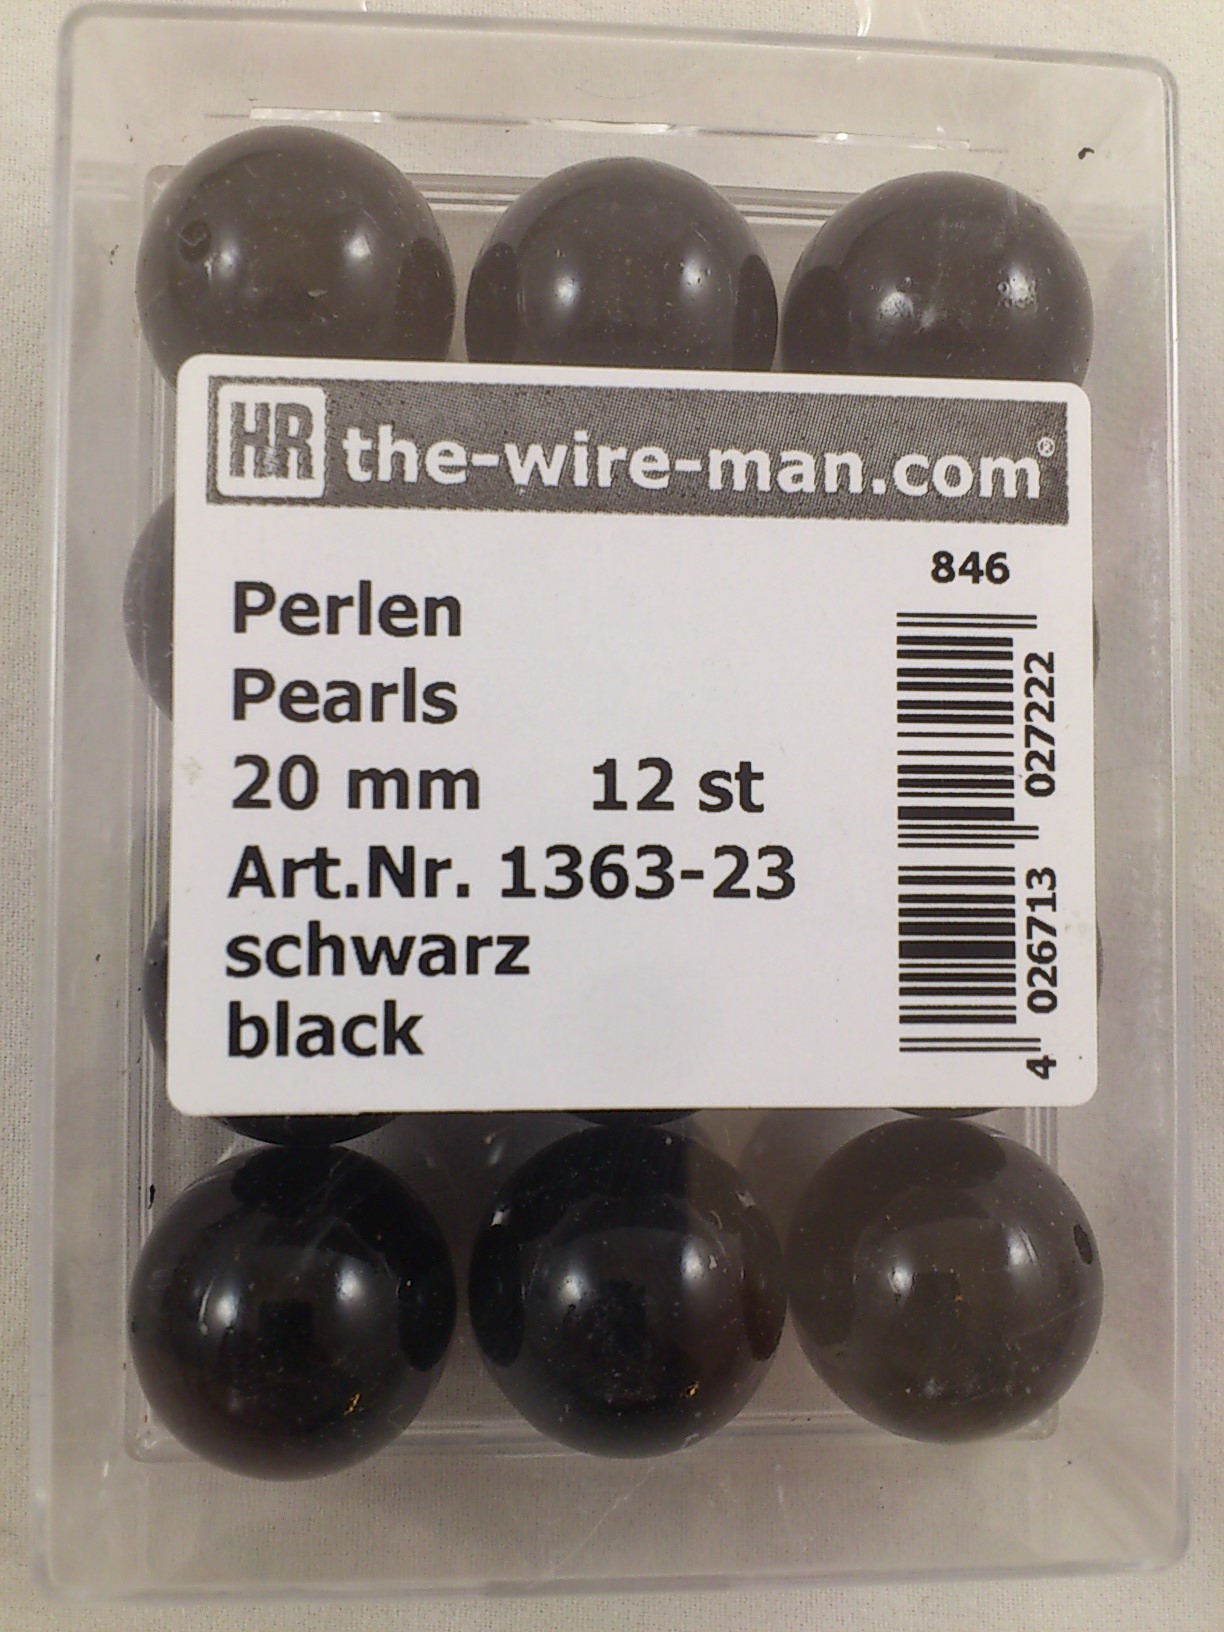 HR the-wire-man.com®
846
Perlen
Pearls
20 mm 12 st
Art.Nr. 1363-23
schwarz
black
4 026713 027222